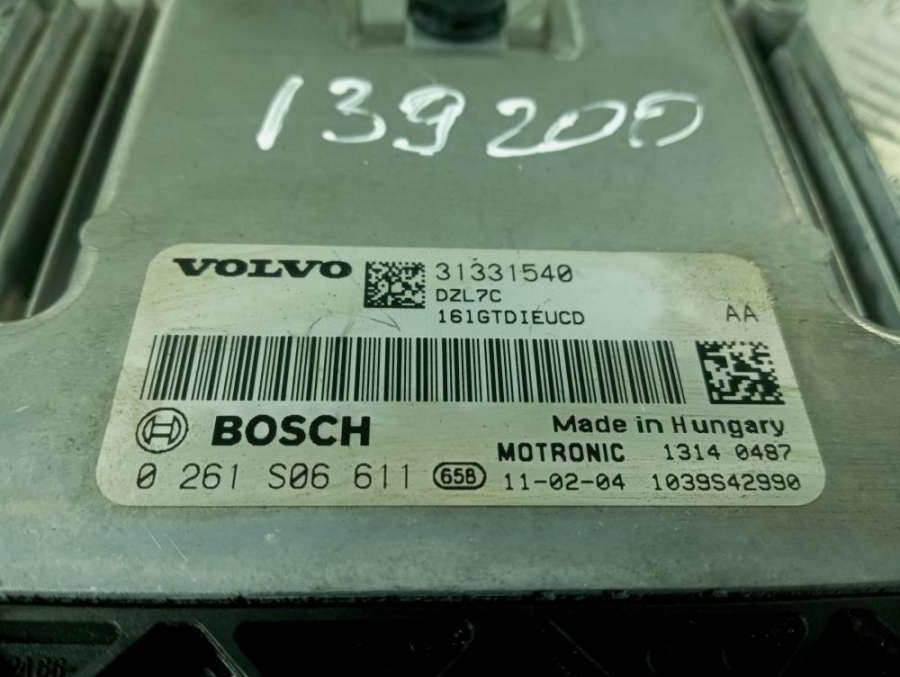 139200
VOLVO 31331540
DZL7C
161GTDIEUCD AA
BOSCH Made in Hungary
MOTRONIC 1314 0487
0 261 S06 611 65B 11-02-04 1039S42990